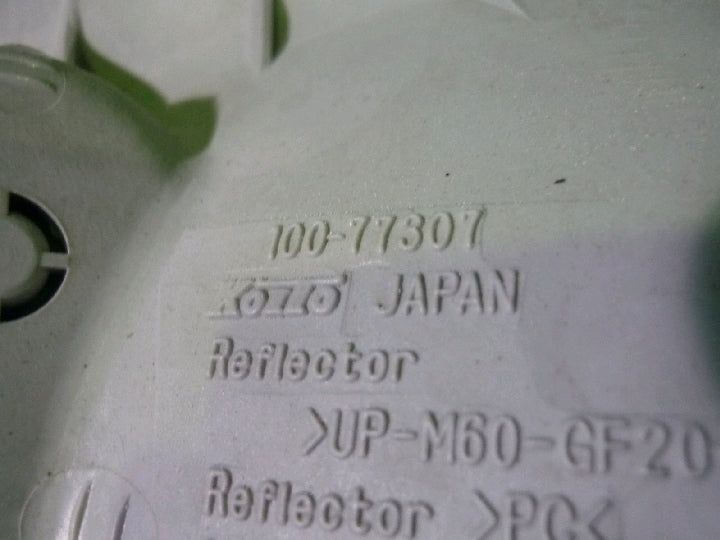 100-77307
KOITO JAPAN
Reflector
>UP-M60-GF20
Reflector >PC<